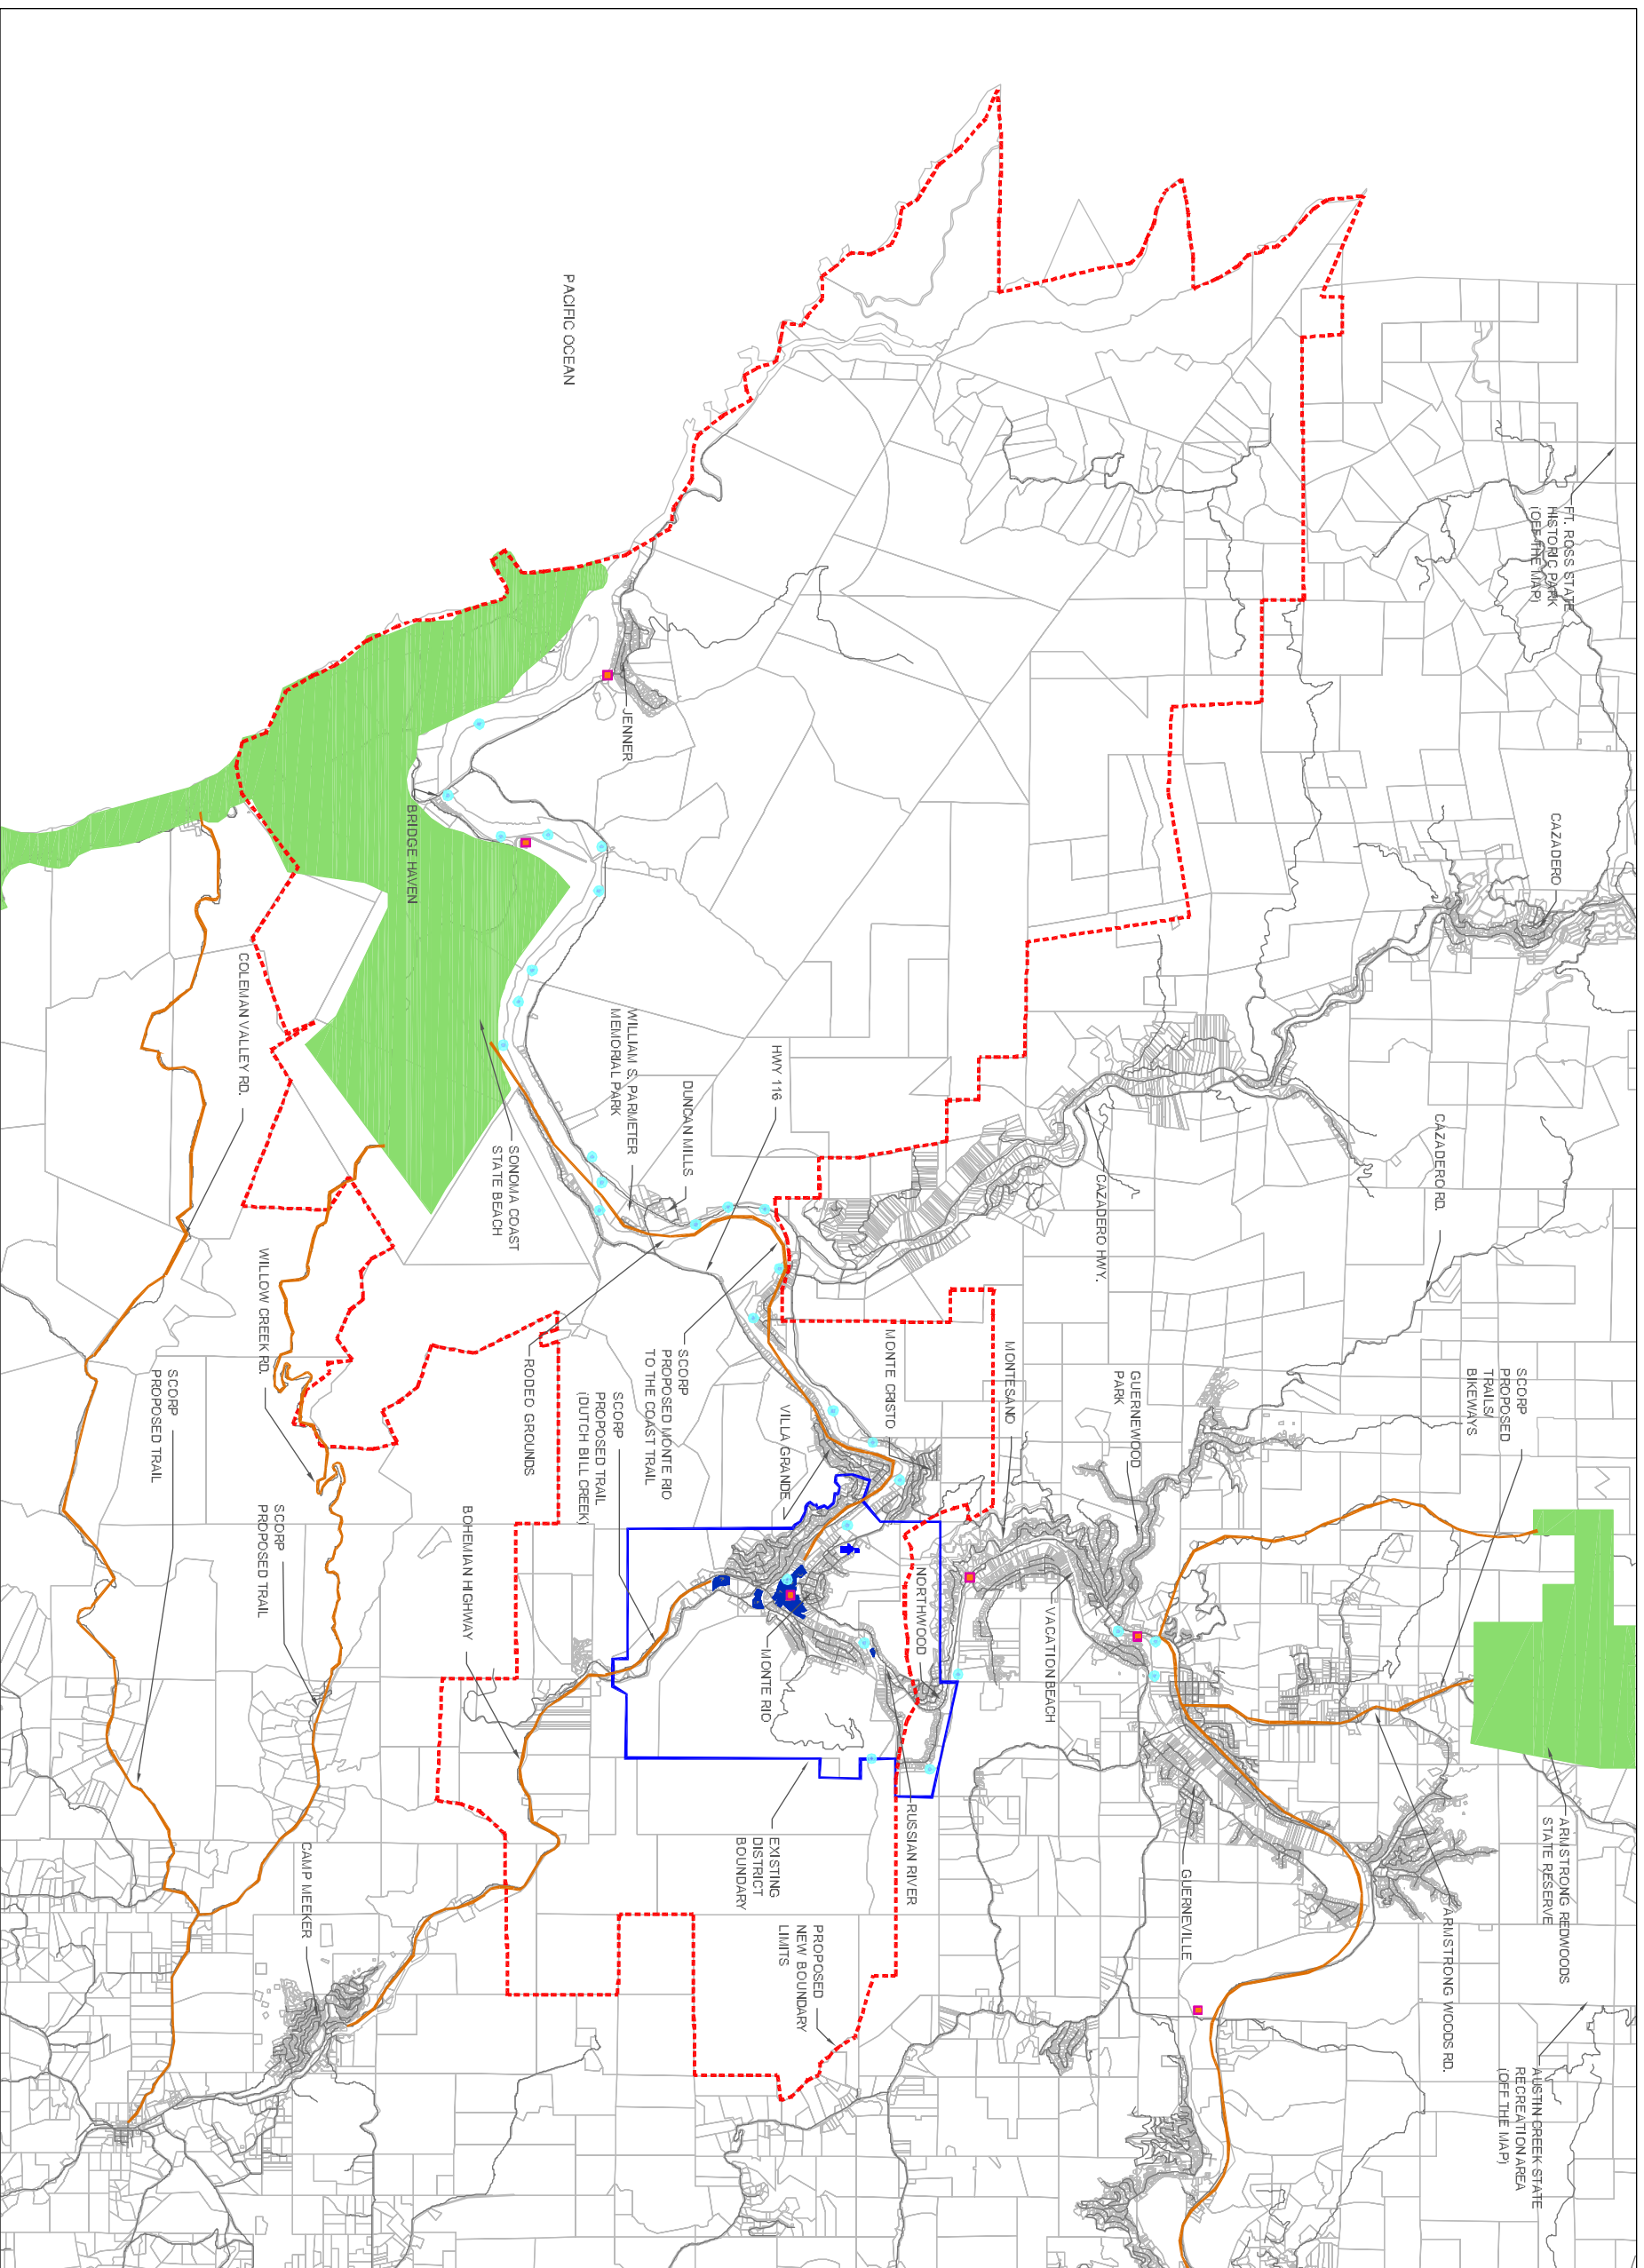 PACIFIC OCEAN
FT. ROSS STATE
HISTORIC PARK
(OFF THE MAP)
CAZADERO
JENNER
BRIDGE HAVEN
COLEMAN VALLEY RD.
WILLIAM S. PARMETER
MEMORIAL PARK
DUNCAN MILLS
HWY 116
CAZADERO HWY.
CAZADERO RD.
SONOMA COAST
STATE BEACH
WILLOW CREEK RD.
RODEO GROUNDS
SCORP
PROPOSED MONTE RIO
TO THE COAST TRAIL
MONTE CRISTO
MONTESANO
GUERNEWOOD
PARK
SCORP
PROPOSED
TRAILS/
BIKEWAYS
SCORP
PROPOSED TRAIL
SCORP
PROPOSED TRAIL
(DUTCH BILL CREEK)
VILLA GRANDE
SCORP
PROPOSED TRAIL
BOHEMIAN HIGHWAY
NORTHWOOD
VACATION BEACH
MONTE RIO
RUSSIAN RIVER
EXISTING
DISTRICT
BOUNDARY
GUERNEVILLE
ARMSTRONG REDWOODS
STATE RESERVE
ARMSTRONG WOODS RD.
CAMP MEEKER
PROPOSED
NEW BOUNDARY
LIMITS
AUSTIN CREEK STATE
RECREATION AREA
(OFF THE MAP)